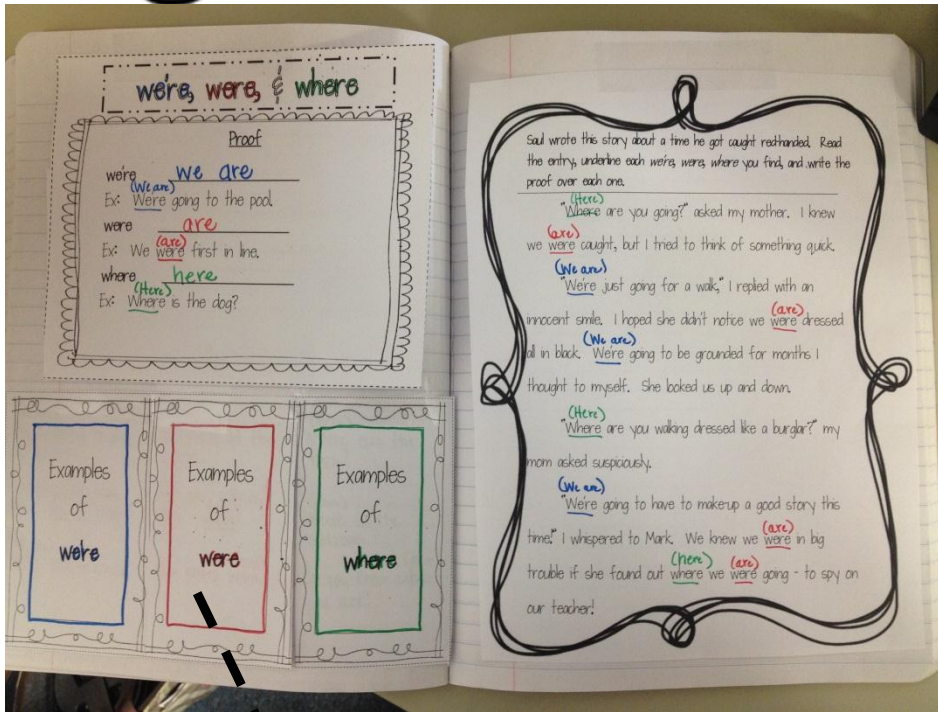 we're, were, & where
Proof
we're we are
(We are)
Ex: We're going to the pool.
were are
(are)
Ex: We were first in line.
where here
(Here)
Ex: Where is the dog?
Examples
of
we're
Examples
of
were
Examples
of
where
Saul wrote this story about a time he got caught redhanded. Read
the entry, underline each we're, were, where you find, and write the
proof over each one.
(Here)
"Where are you going?" asked my mother. I knew
(are)
we were caught, but I tried to think of something quick.
(We are)
"We're just going for a walk," I replied with an
(are)
innocent smile. I hoped she didn't notice we were dressed
(We are)
all in black. We're going to be grounded for months I
thought to myself. She looked us up and down.
(Here)
"Where are you walking dressed like a burglar?" my
mom asked suspiciously.
(We are)
"We're going to have to make-up a good story this
(are)
time!" I whispered to Mark. We knew we were in big
(here) (are)
trouble if she found out where we were going - to spy on
our teacher!